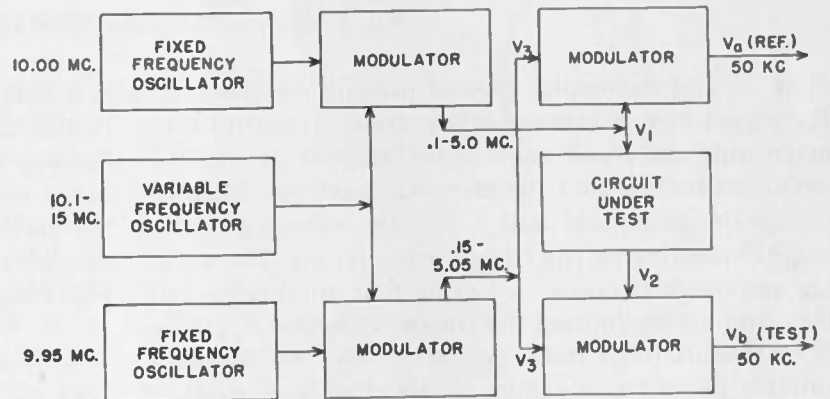 10.00 MC.
FIXED
FREQUENCY
OSCILLATOR
MODULATOR
V3
MODULATOR
Va (REF.)
50 KC
.1-5.0 MC.
V1
10.1-
15 MC.
VARIABLE
FREQUENCY
OSCILLATOR
CIRCUIT
UNDER
TEST
.15 -
5.05 MC.
V2
9.95 MC.
FIXED
FREQUENCY
OSCILLATOR
MODULATOR
V3
MODULATOR
Vb (TEST)
50 KC.